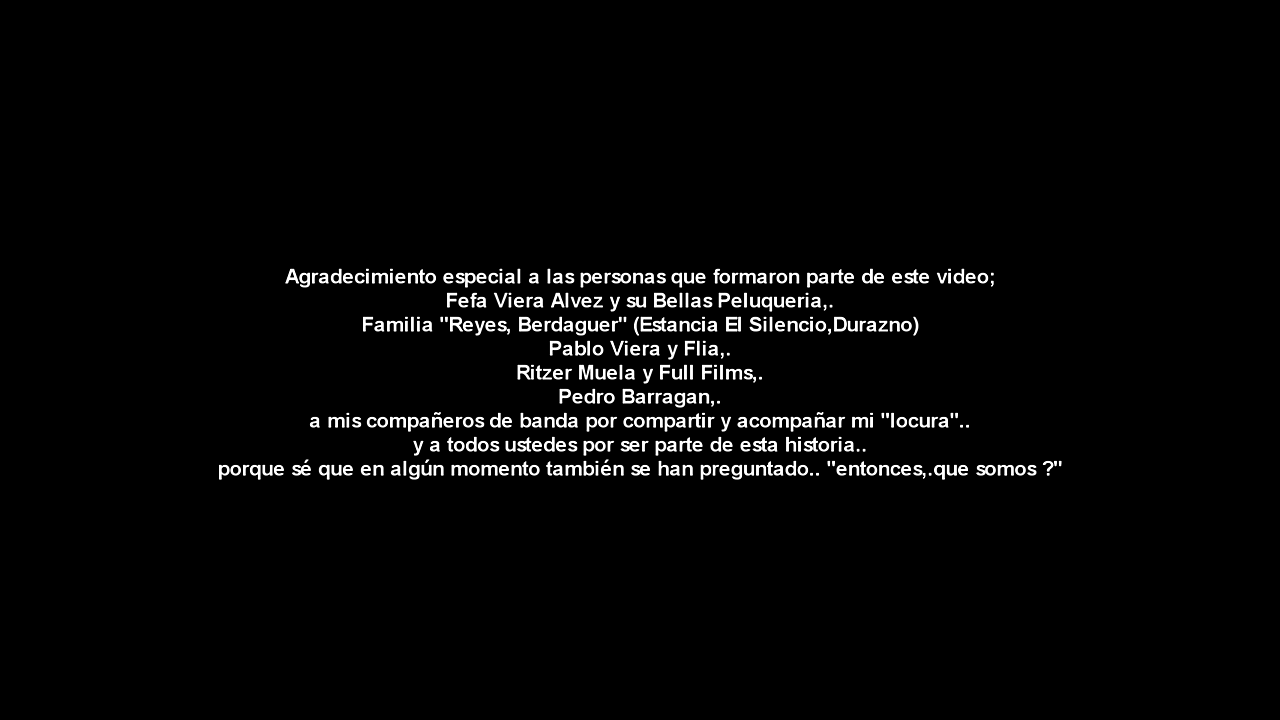 Agradecimiento especial a las personas que formaron parte de este video;
Fefa Viera Alvez y su Bellas Peluqueria,.
Familia "Reyes, Berdaguer" (Estancia El Silencio,Durazno)
Pablo Viera y Flia,.
Ritzer Muela y Full Films,.
Pedro Barragan,.
a mis compañeros de banda por compartir y acompañar mi "locura"..
y a todos ustedes por ser parte de esta historia..
porque sé que en algún momento también se han preguntado.. "entonces,.que somos ?"